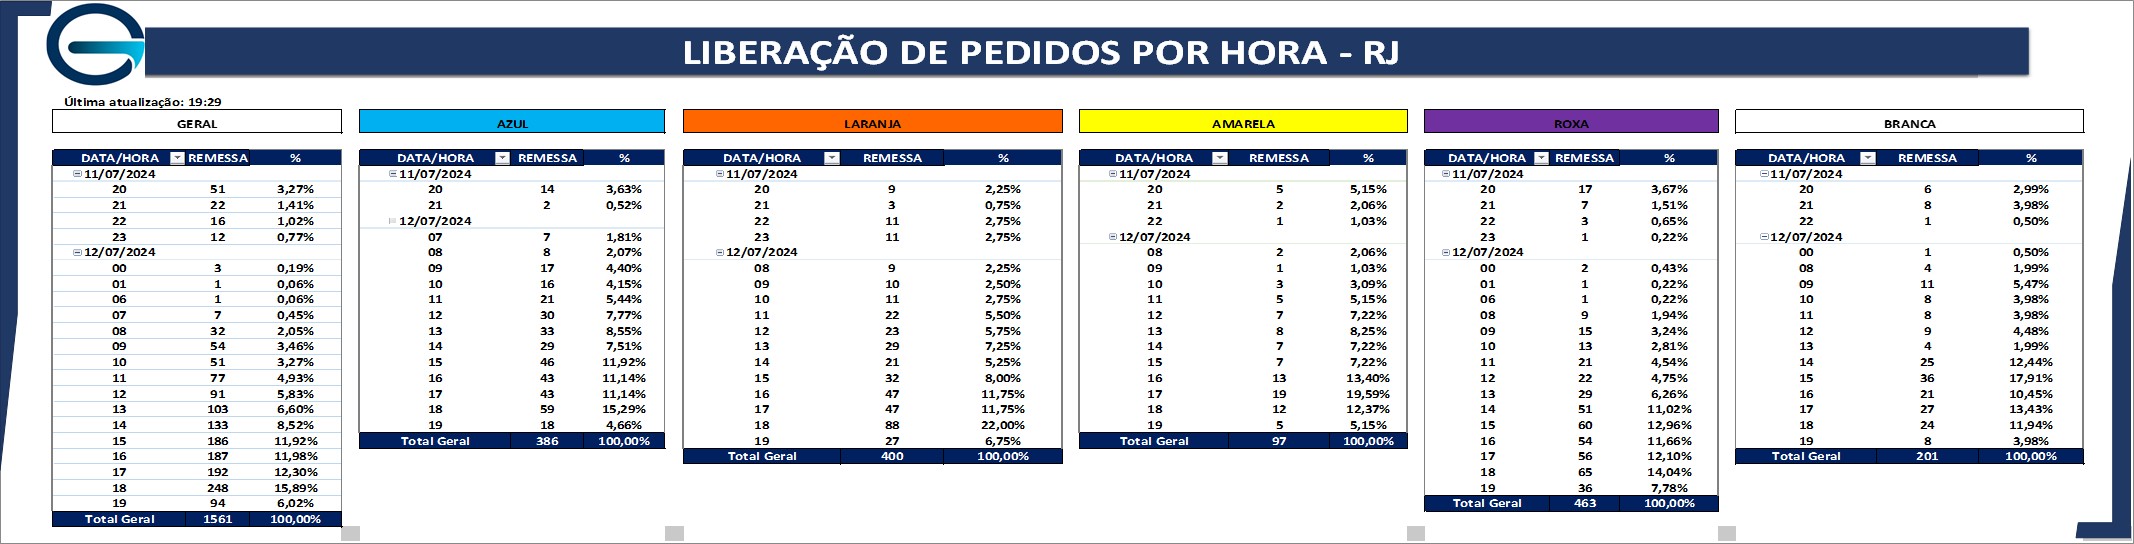 LIBERAÇÃO DE PEDIDOS POR HORA - RJ
Última atualização: 19:29
GERAL
DATA/HORA REMESSA %
11/07/2024
20 51 3,27%
21 22 1,41%
22 16 1,02%
23 12 0,77%
12/07/2024
00 3 0,19%
01 1 0,06%
06 1 0,06%
07 7 0,45%
08 32 2,05%
09 54 3,46%
10 51 3,27%
11 77 4,93%
12 91 5,83%
13 103 6,60%
14 133 8,52%
15 186 11,92%
16 187 11,98%
17 192 12,30%
18 248 15,89%
19 94 6,02%
Total Geral 1561 100,00%
AZUL
DATA/HORA REMESSA %
11/07/2024
20 14 3,63%
21 2 0,52%
12/07/2024
07 7 1,81%
08 8 2,07%
09 17 4,40%
10 16 4,15%
11 21 5,44%
12 30 7,77%
13 33 8,55%
14 29 7,51%
15 46 11,92%
16 43 11,14%
17 43 11,14%
18 59 15,29%
19 18 4,66%
Total Geral 386 100,00%
LARANJA
DATA/HORA REMESSA %
11/07/2024
20 9 2,25%
21 3 0,75%
22 11 2,75%
23 11 2,75%
12/07/2024
08 9 2,25%
09 10 2,50%
10 11 2,75%
11 22 5,50%
12 23 5,75%
13 29 7,25%
14 21 5,25%
15 32 8,00%
16 47 11,75%
17 47 11,75%
18 88 22,00%
19 27 6,75%
Total Geral 400 100,00%
AMARELA
DATA/HORA REMESSA %
11/07/2024
20 5 5,15%
21 2 2,06%
22 1 1,03%
12/07/2024
08 2 2,06%
09 1 1,03%
10 3 3,09%
11 5 5,15%
12 7 7,22%
13 8 8,25%
14 7 7,22%
15 7 7,22%
16 13 13,40%
17 19 19,59%
18 12 12,37%
19 5 5,15%
Total Geral 97 100,00%
ROXA
DATA/HORA REMESSA %
11/07/2024
20 17 3,67%
21 7 1,51%
22 3 0,65%
23 1 0,22%
12/07/2024
00 2 0,43%
01 1 0,22%
06 1 0,22%
08 9 1,94%
09 15 3,24%
10 13 2,81%
11 21 4,54%
12 22 4,75%
13 29 6,26%
14 51 11,02%
15 60 12,96%
16 54 11,66%
17 56 12,10%
18 65 14,04%
19 36 7,78%
Total Geral 463 100,00%
BRANCA
DATA/HORA REMESSA %
11/07/2024
20 6 2,99%
21 8 3,98%
22 1 0,50%
12/07/2024
00 1 0,50%
08 4 1,99%
09 11 5,47%
10 8 3,98%
11 8 3,98%
12 9 4,48%
13 4 1,99%
14 25 12,44%
15 36 17,91%
16 21 10,45%
17 27 13,43%
18 24 11,94%
19 8 3,98%
Total Geral 201 100,00%